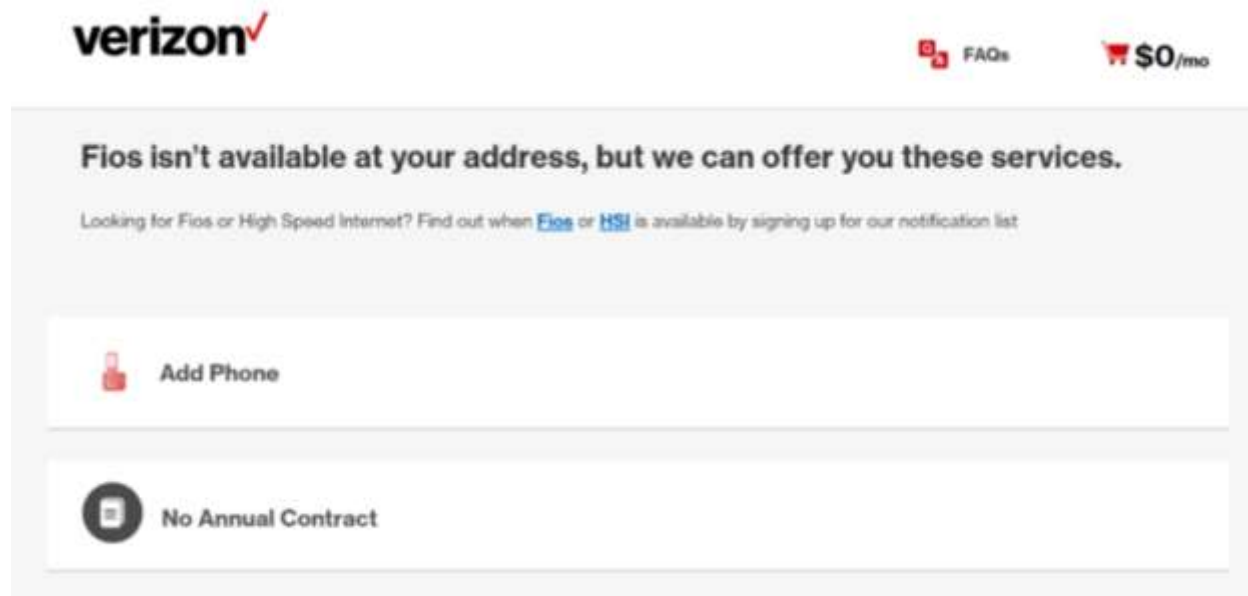 verizon
FAQs
$0/mo
Fios isn't available at your address, but we can offer you these services.
Looking for Fios or High Speed Internet? Find out when Fios or HSI is available by signing up for our notification list
Add Phone
No Annual Contract